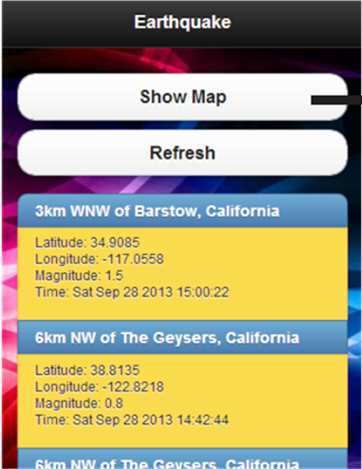 Earthquake
Show Map
Refresh
3km WNW of Barstow, California
Latitude: 34.9085
Longitude: -117.0558
Magnitude: 1.5
Time: Sat Sep 28 2013 15:00:22
6km NW of The Geysers, California
Latitude: 38.8135
Longitude: -122.8218
Magnitude: 0.8
Time: Sat Sep 28 2013 14:42:44
6km NW of The Geysers, California